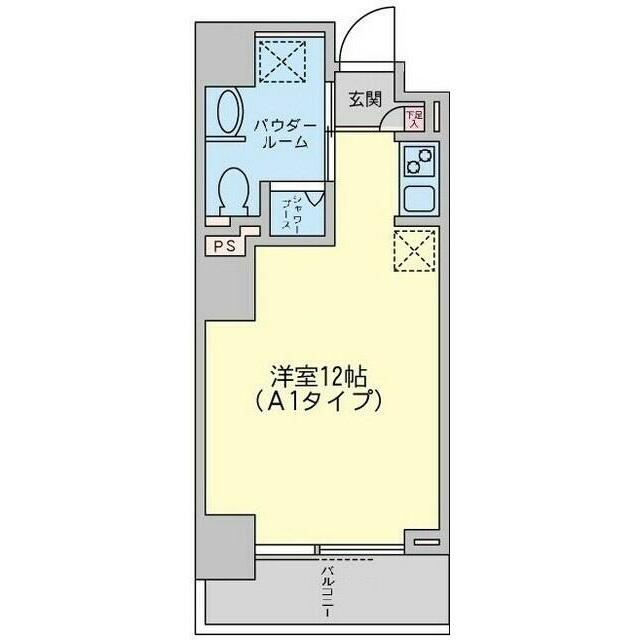 玄関
下足
入
パウダー
ルーム
シャワー
ブース
PS
洋室12帖
（A1タイプ）
バルコニー